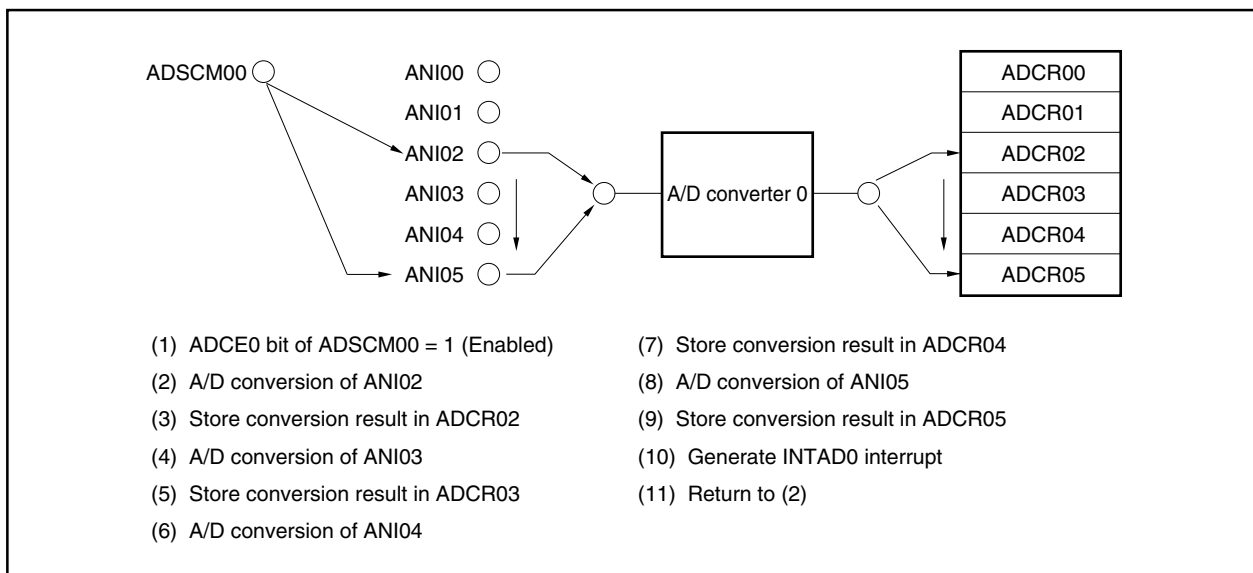 ADSCM00
ANI00
ANI01
ANI02
ANI03
ANI04
ANI05
A/D converter 0
ADCR00
ADCR01
ADCR02
ADCR03
ADCR04
ADCR05
(1) ADCE0 bit of ADSCM00 = 1 (Enabled)
(2) A/D conversion of ANI02
(3) Store conversion result in ADCR02
(4) A/D conversion of ANI03
(5) Store conversion result in ADCR03
(6) A/D conversion of ANI04
(7) Store conversion result in ADCR04
(8) A/D conversion of ANI05
(9) Store conversion result in ADCR05
(10) Generate INTAD0 interrupt
(11) Return to (2)